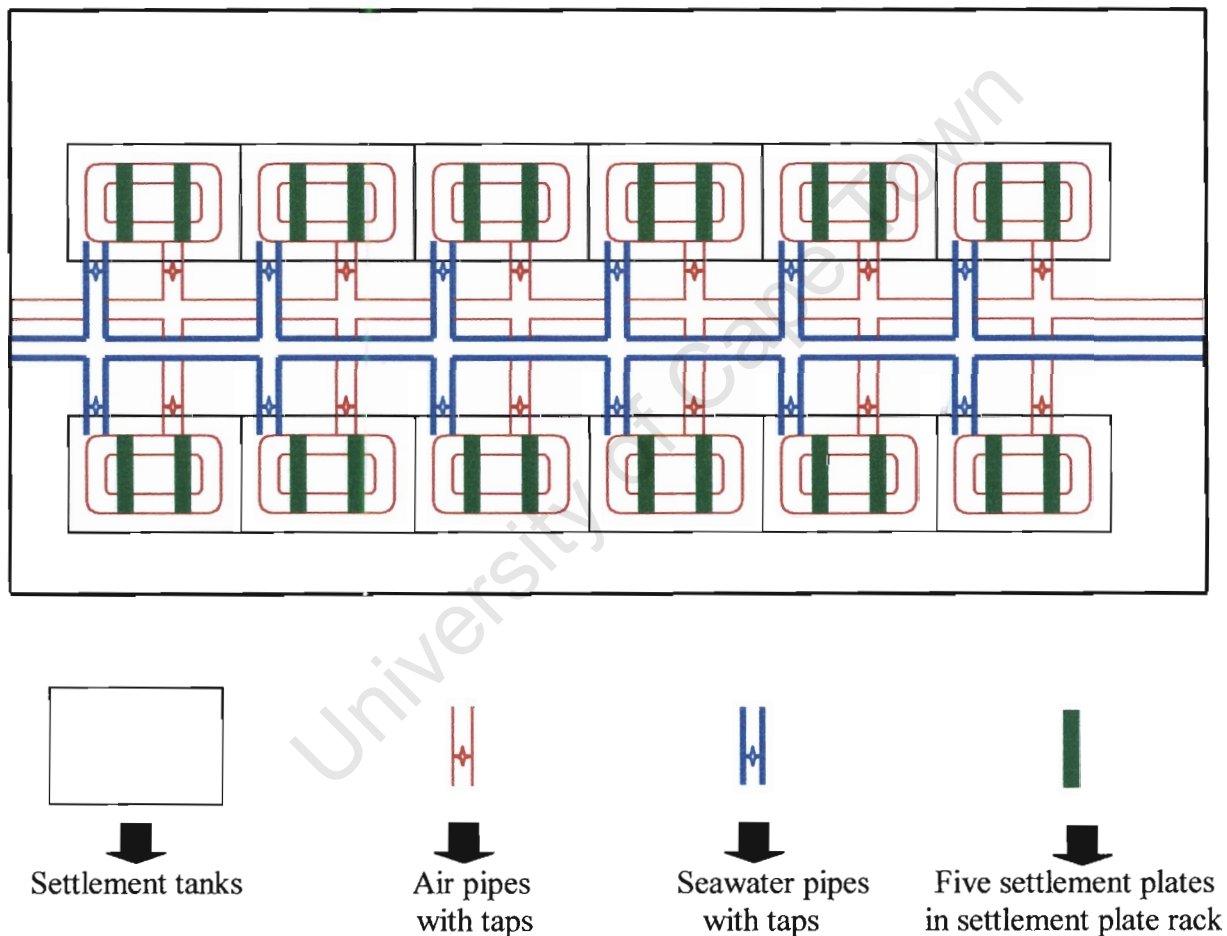 University of Cape Town
Settlement tanks
Air pipes
with taps
Seawater pipes
with taps
Five settlement plates
in settlement plate rack